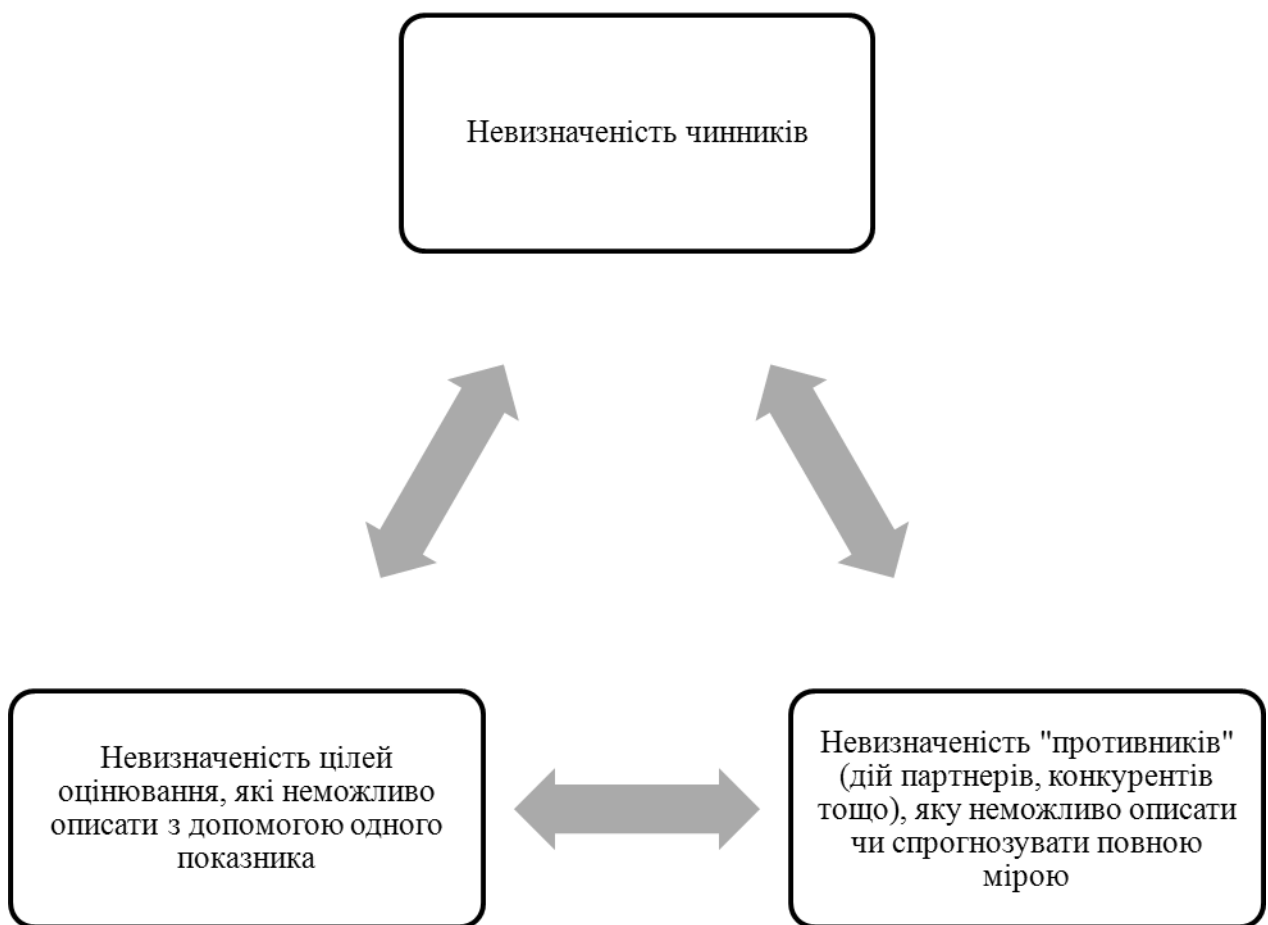 Невизначеність чинників
Невизначеність цілей
оцінювання, які неможливо
описати з допомогою одного
показника
Невизначеність "противників"
(дій партнерів, конкурентів
тощо), яку неможливо описати
чи спрогнозувати повною
мірою